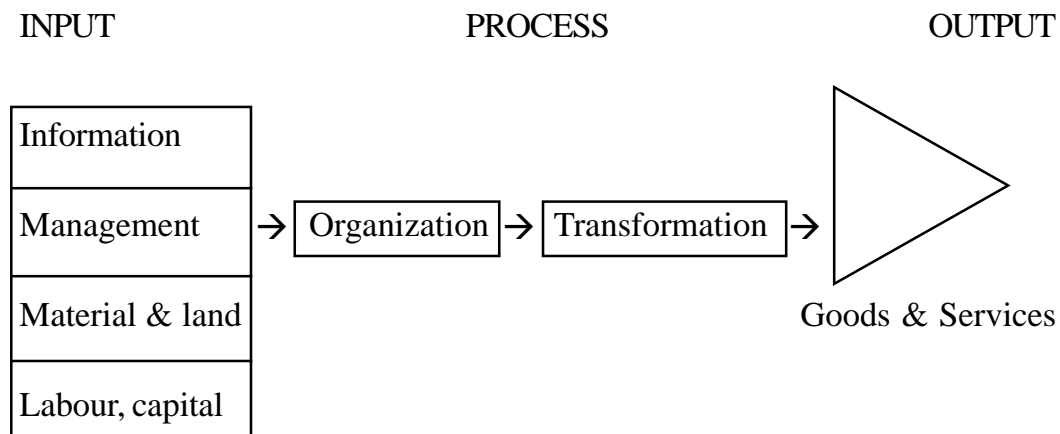 INPUT PROCESS OUTPUT
Information
Management → Organization → Transformation →
Material & land
Goods & Services
Labour, capital